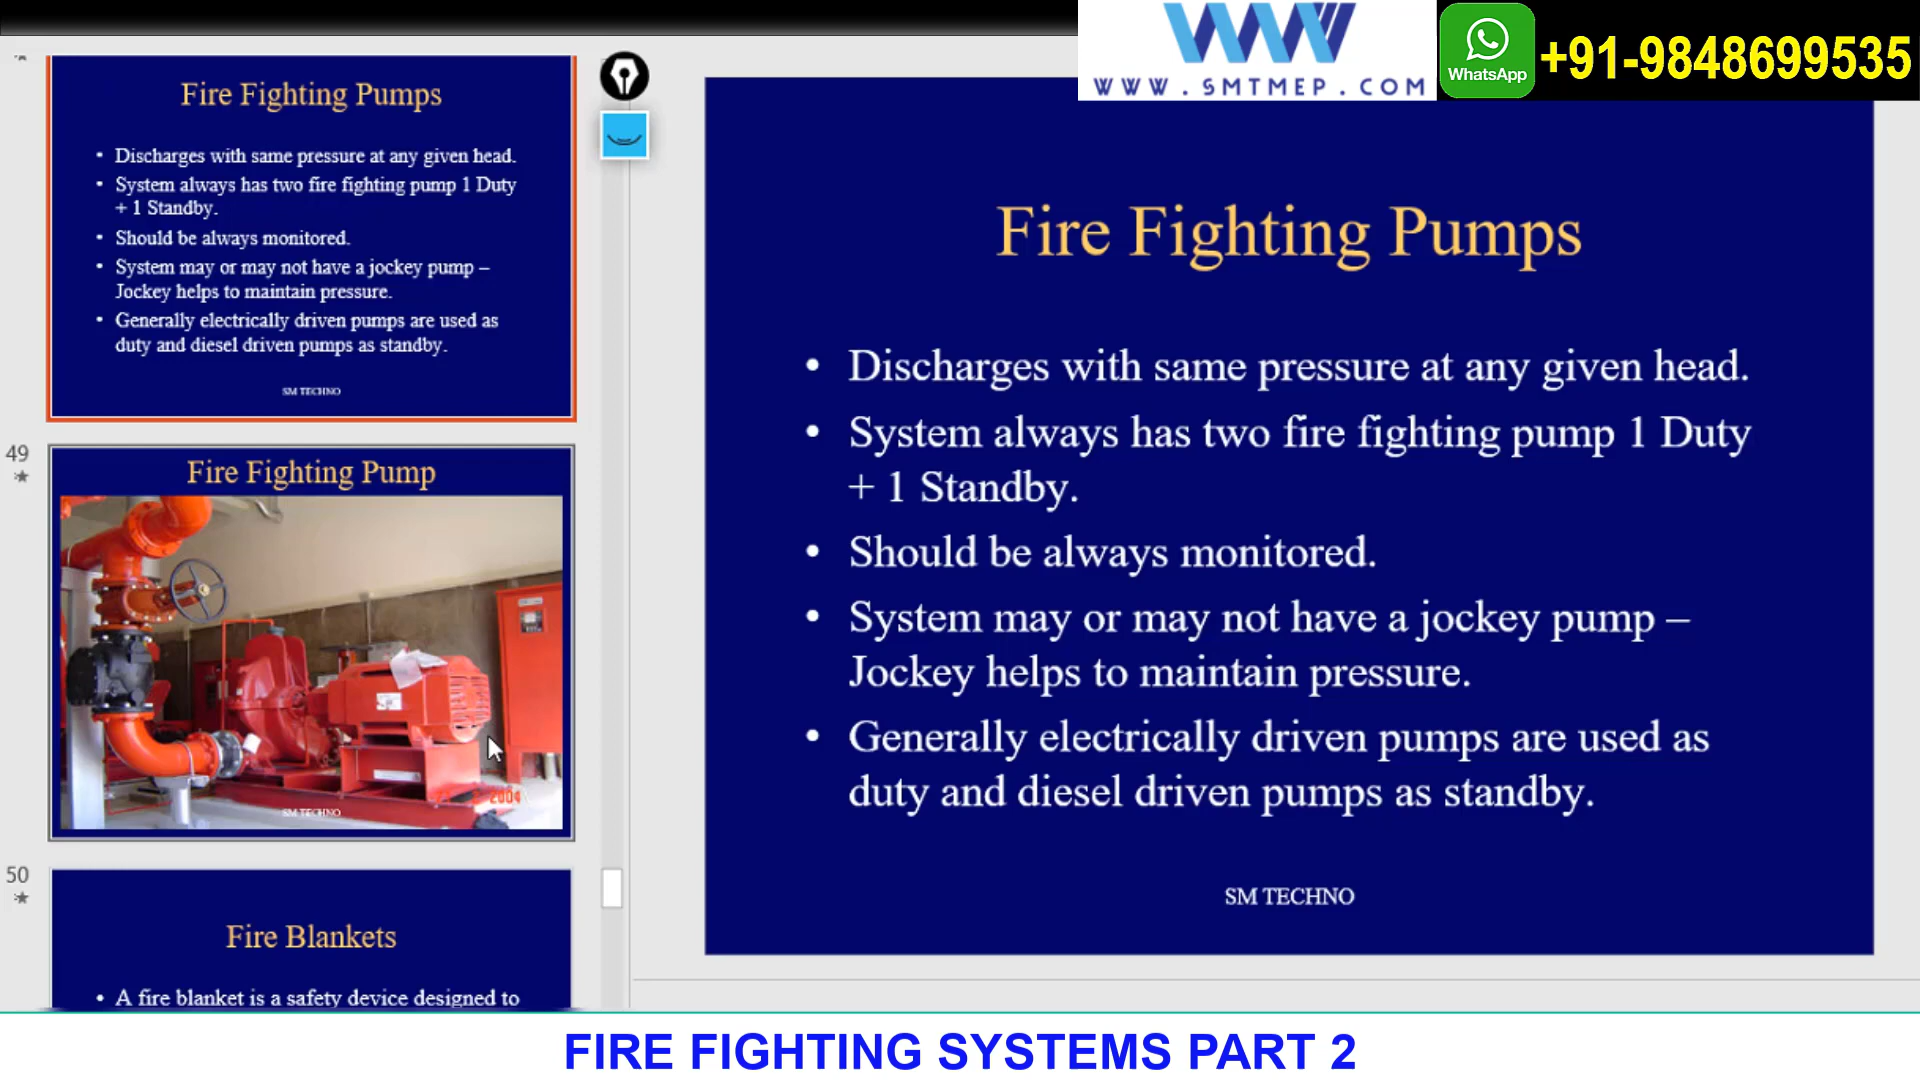 WWW.SMTMEP.COM
WhatsApp
+91-9848699535
Fire Fighting Pumps
• Discharges with same pressure at any given head.
• System always has two fire fighting pump 1 Duty
+ 1 Standby.
• Should be always monitored.
• System may or may not have a jockey pump –
Jockey helps to maintain pressure.
• Generally electrically driven pumps are used as
duty and diesel driven pumps as standby.
SM TECHNO
49
Fire Fighting Pump
2004
SM TECHNO
50
Fire Blankets
• A fire blanket is a safety device designed to
Fire Fighting Pumps
• Discharges with same pressure at any given head.
• System always has two fire fighting pump 1 Duty
+ 1 Standby.
• Should be always monitored.
• System may or may not have a jockey pump –
Jockey helps to maintain pressure.
• Generally electrically driven pumps are used as
duty and diesel driven pumps as standby.
SM TECHNO
FIRE FIGHTING SYSTEMS PART 2